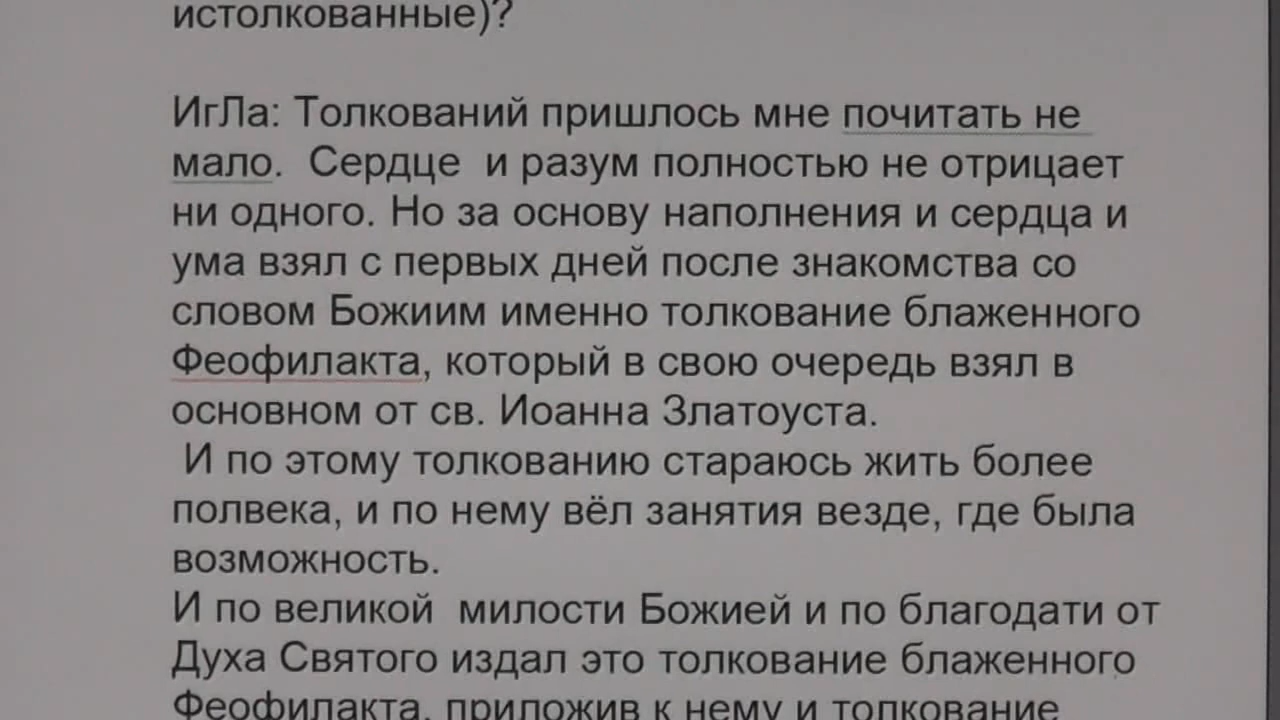 истолкованные)?
ИгЛа: Толкований пришлось мне почитать не
мало.  Сердце  и разум полностью не отрицает
ни одного. Но за основу наполнения и сердца и
ума взял с первых дней после знакомства со
словом Божиим именно толкование блаженного
Феофилакта, который в свою очередь взял в
основном от св. Иоанна Златоуста.
И по этому толкованию стараюсь жить более
полвека, и по нему вёл занятия везде, где была
возможность.
И по великой  милости Божией и по благодати от
Духа Святого издал это толкование блаженного
Феофилакта, приложив к нему и толкование